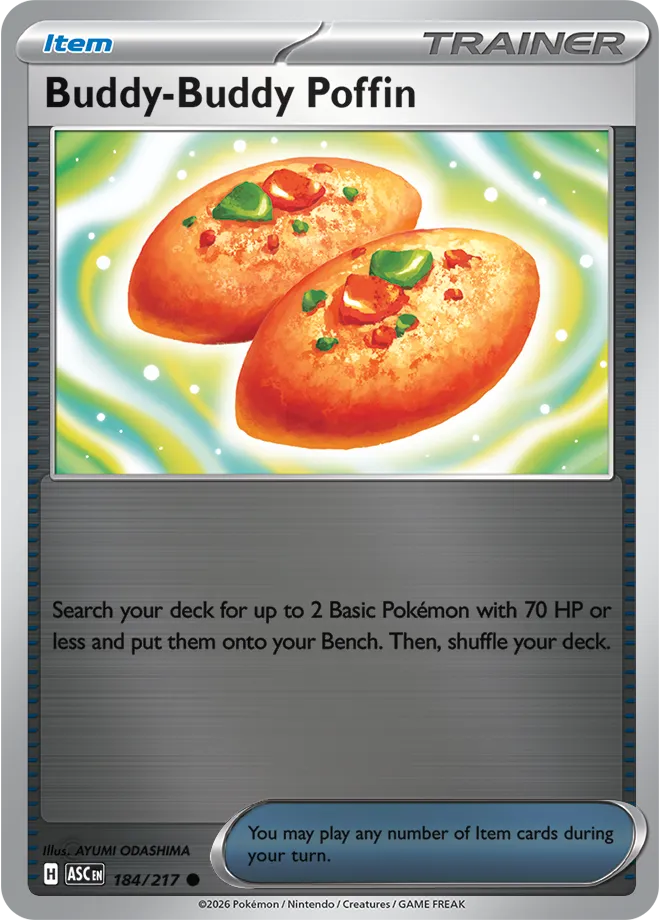 Item
TRAINER
Buddy-Buddy Poffin
Search your deck for up to 2 Basic Pokémon with 70 HP or
less and put them onto your Bench. Then, shuffle your deck.
You may play any number of Item cards during
your turn.
Illus. AYUMI ODASHIMA
H ASC EN 184/217
©2026 Pokémon / Nintendo / Creatures / GAME FREAK